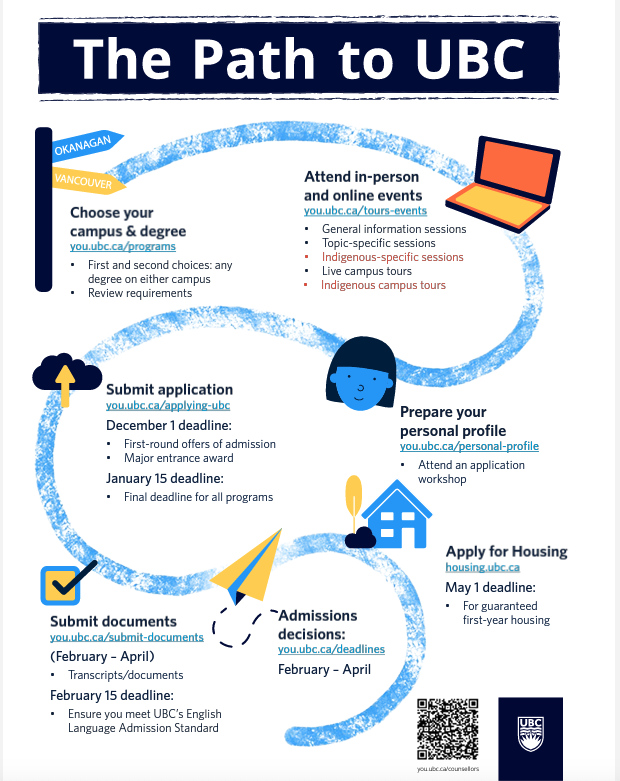 The Path to UBC
OKANAGAN
VANCOUVER
Choose your
campus & degree
you.ubc.ca/programs
• First and second choices: any
degree on either campus
• Review requirements
Attend in-person
and online events
you.ubc.ca/tours-events
• General information sessions
• Topic-specific sessions
• Indigenous-specific sessions
• Live campus tours
• Indigenous campus tours
Prepare your
personal profile
you.ubc.ca/personal-profile
• Attend an application
workshop
Submit application
you.ubc.ca/applying-ubc
December 1 deadline:
• First-round offers of admission
• Major entrance award
January 15 deadline:
• Final deadline for all programs
Submit documents
you.ubc.ca/submit-documents
(February – April)
• Transcripts/documents
February 15 deadline:
• Ensure you meet UBC's English
Language Admission Standard
Admissions
decisions:
you.ubc.ca/deadlines
February – April
Apply for Housing
housing.ubc.ca
May 1 deadline:
• For guaranteed
first-year housing
you.ubc.ca/counsellors
UBC